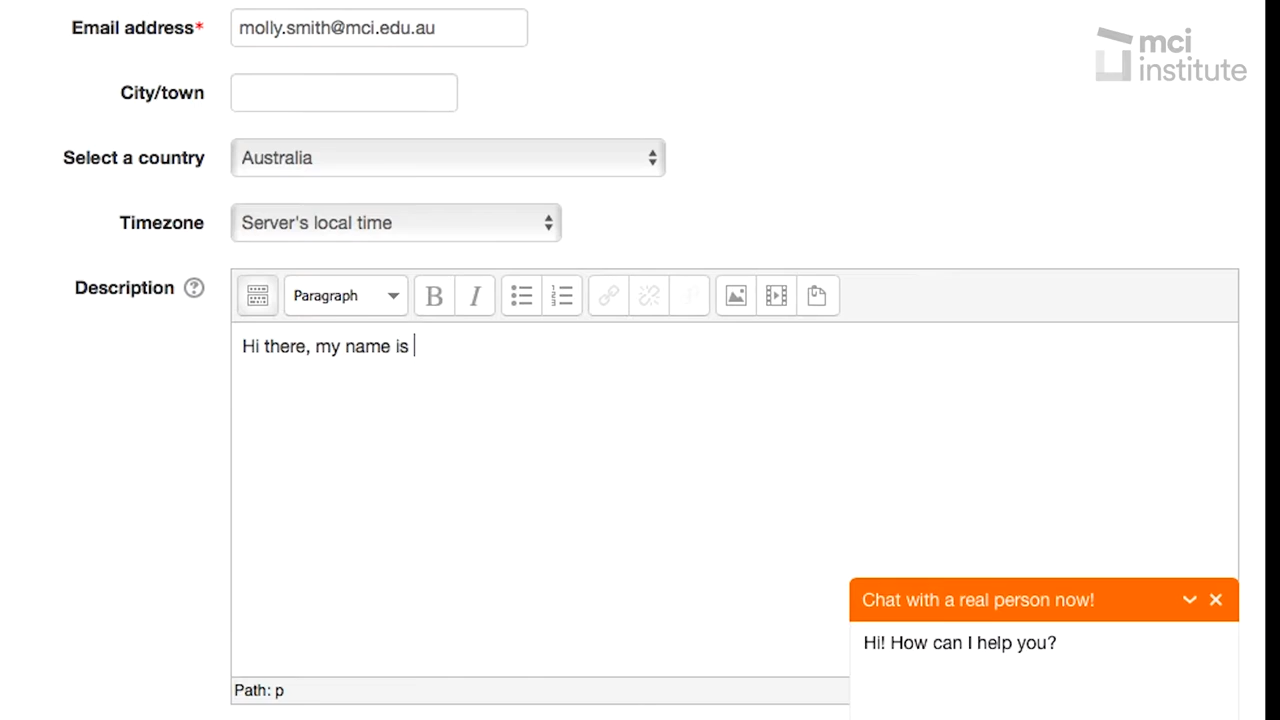 Email address* molly.smith@mci.edu.au
mci
institute
City/town
Select a country Australia
Timezone Server's local time
Description ? Paragraph B I
Hi there, my name is
Chat with a real person now!
Hi! How can I help you?
Path: p